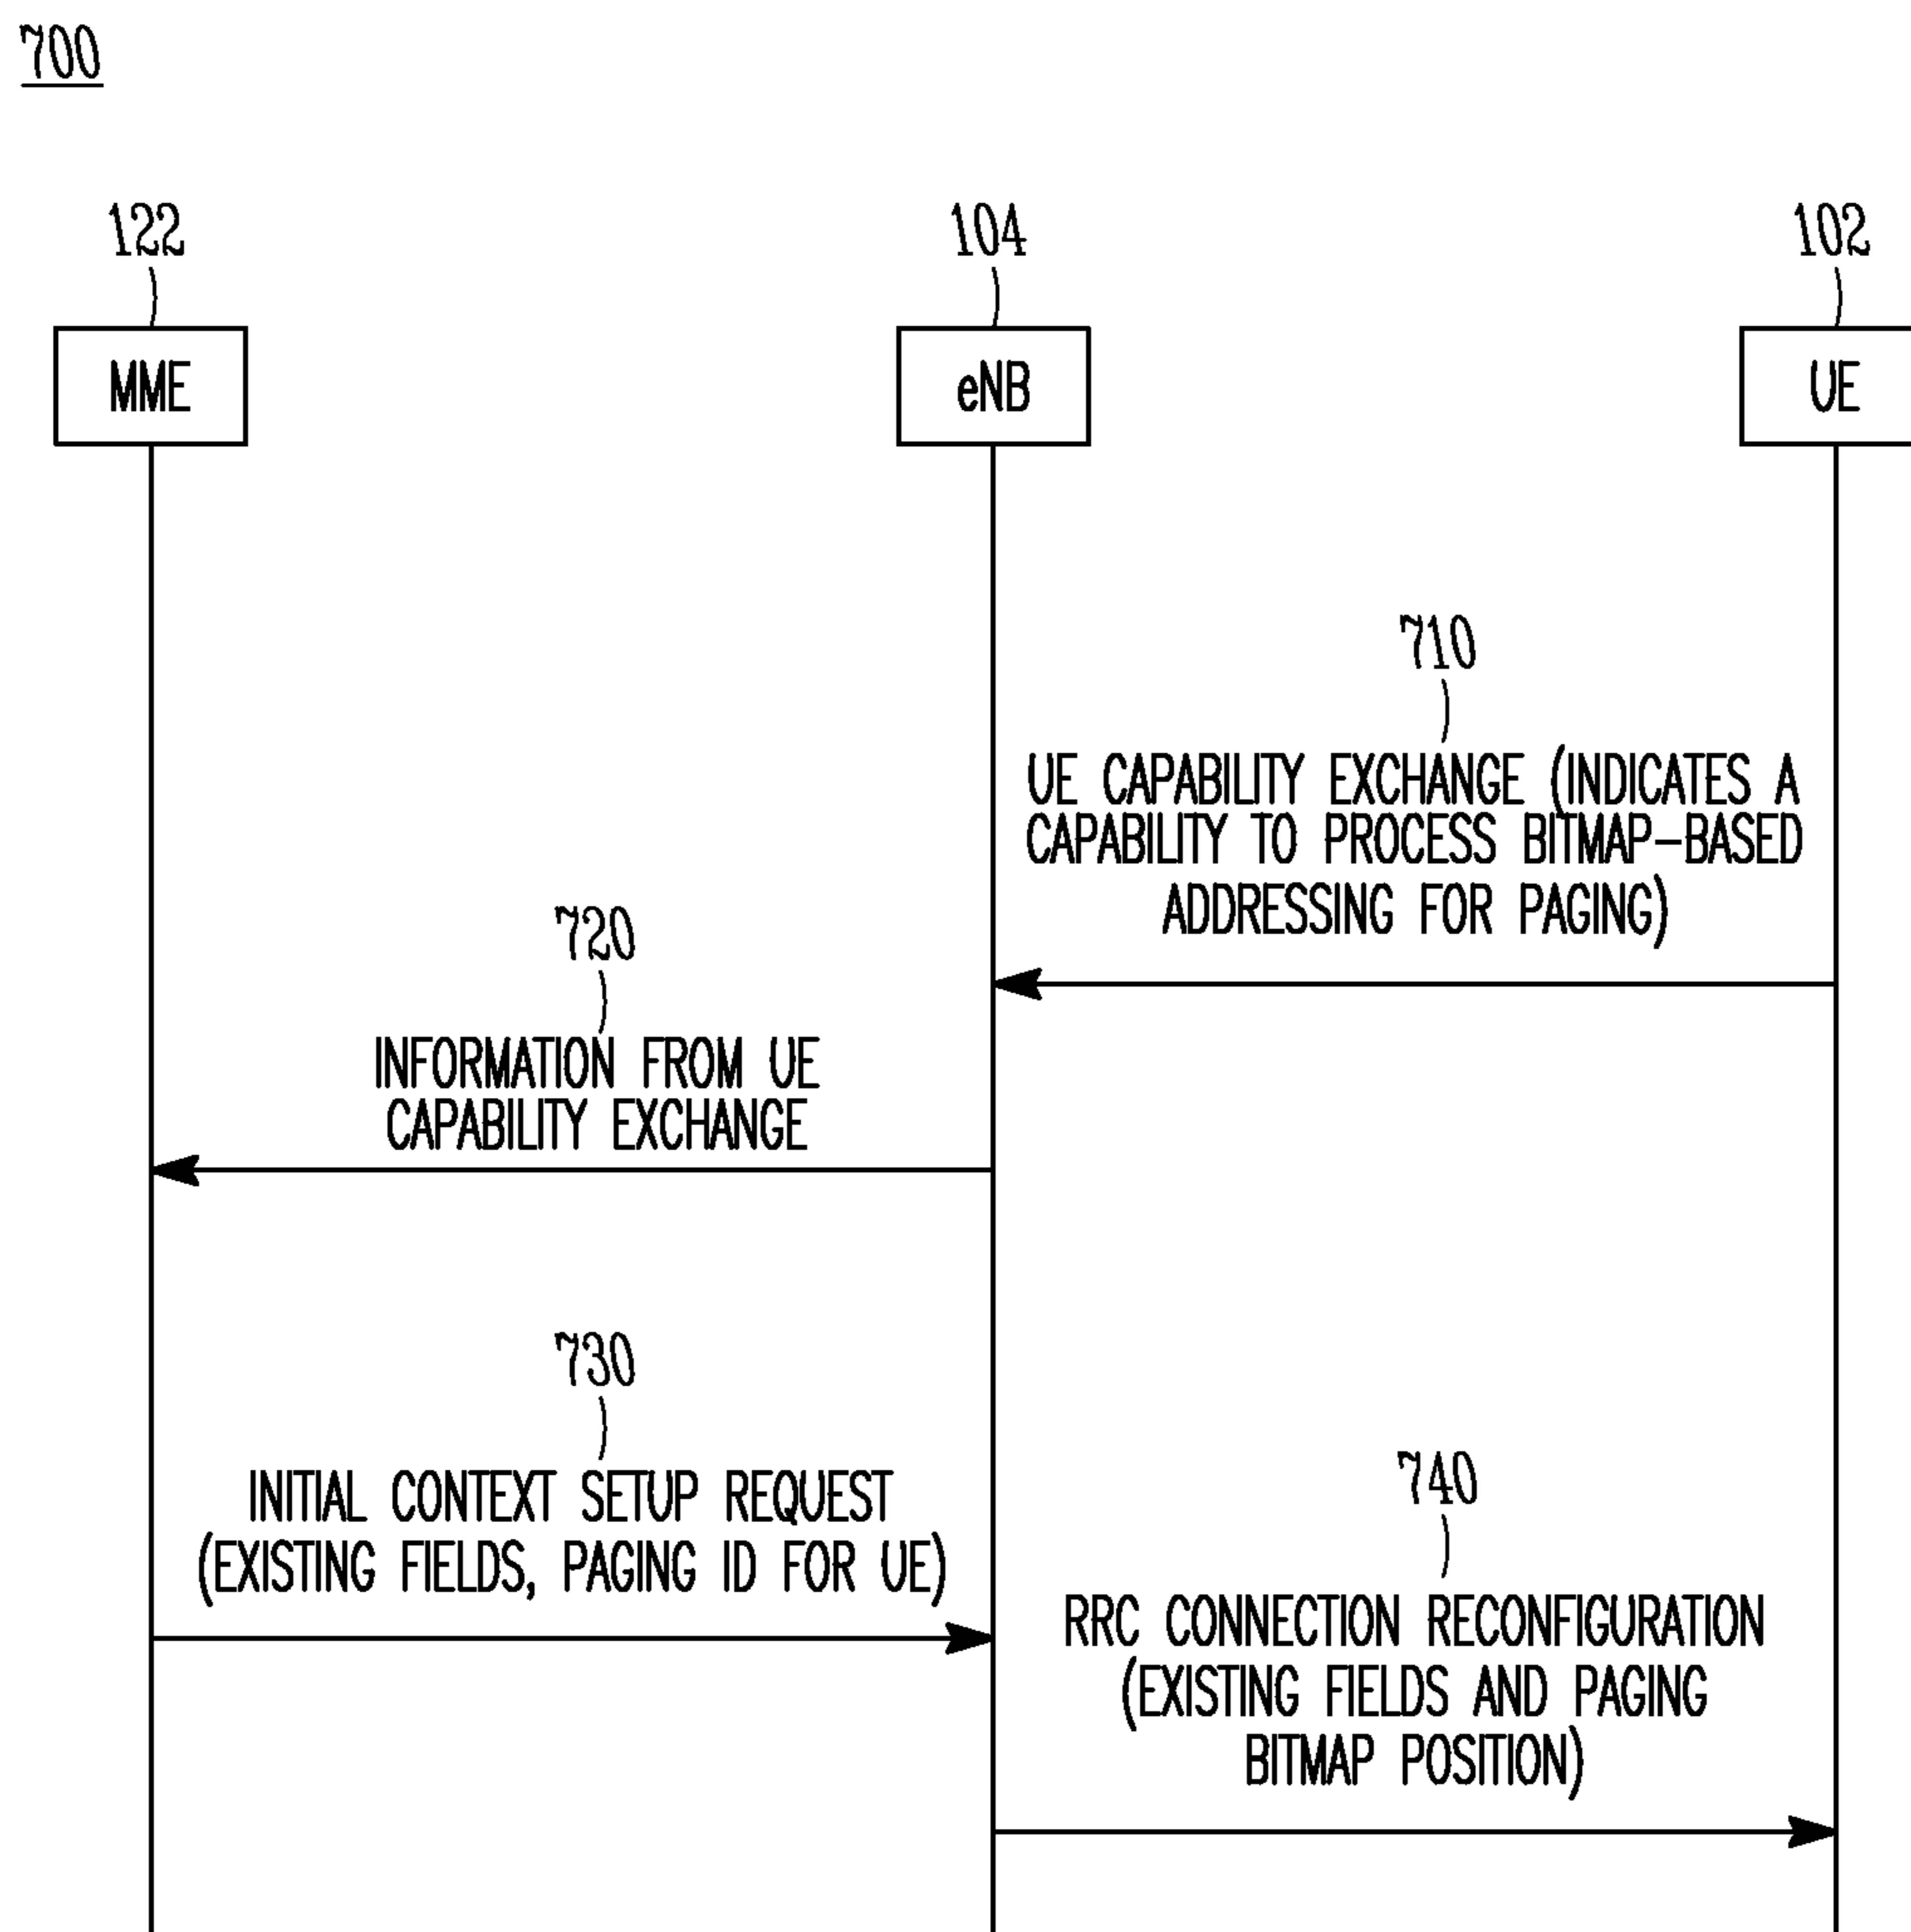 700
122
104
102
MME
eNB
UE
710
UE CAPABILITY EXCHANGE (INDICATES A
CAPABILITY TO PROCESS BITMAP-BASED
ADDRESSING FOR PAGING)
720
INFORMATION FROM UE
CAPABILITY EXCHANGE
730
INITIAL CONTEXT SETUP REQUEST
(EXISTING FIELDS, PAGING ID FOR UE)
740
RRC CONNECTION RECONFIGURATION
(EXISTING FIELDS AND PAGING
BITMAP POSITION)